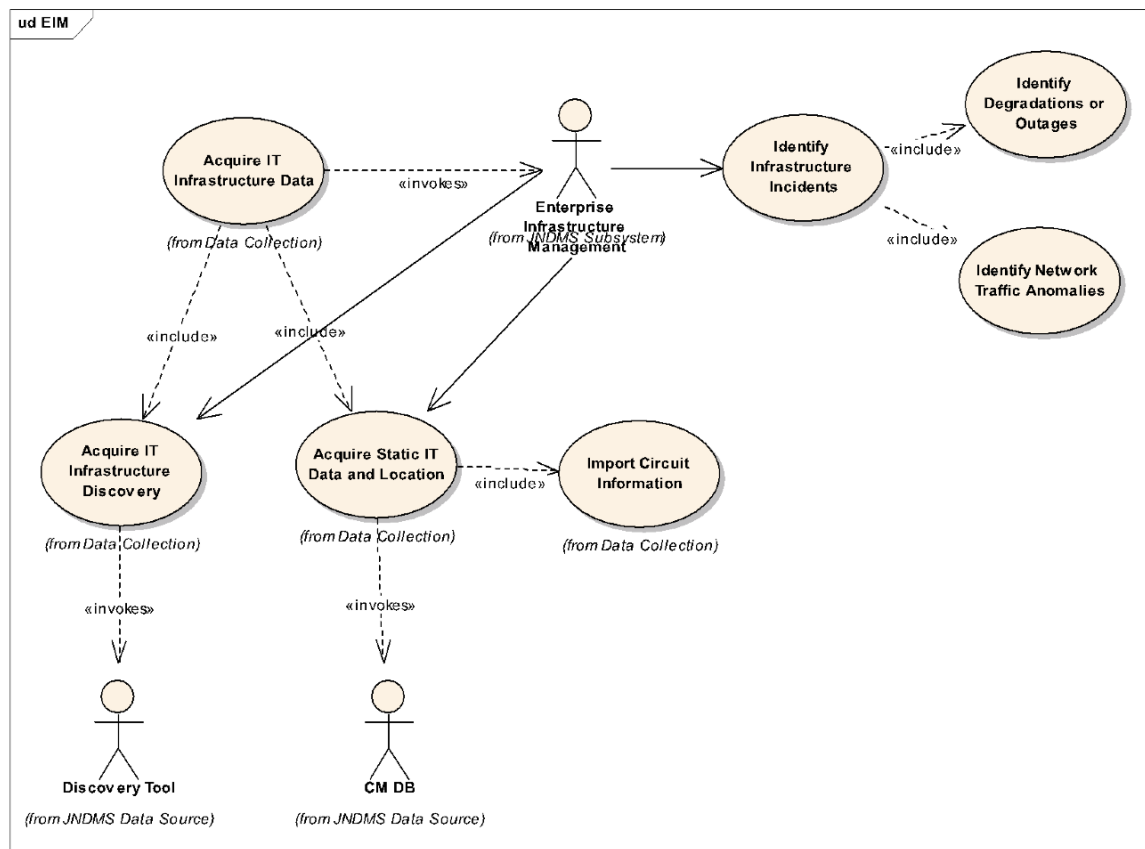 ud EIM
Identify
Degradations or
Outages
Acquire IT
Infrastructure Data
(from Data Collection)
«invokes»
Enterprise
Infrastructure
Management
(from JNDMS Subsystem)
Identify
Infrastructure
Incidents
«include»
«include»
Identify Network
Traffic Anomalies
«include»
«include»
Acquire IT
Infrastructure
Discovery
(from Data Collection)
Acquire Static IT
Data and Location
(from Data Collection)
«include»
Import Circuit
Information
(from Data Collection)
«invokes»
«invokes»
Discovery Tool
(from JNDMS Data Source)
CM DB
(from JNDMS Data Source)